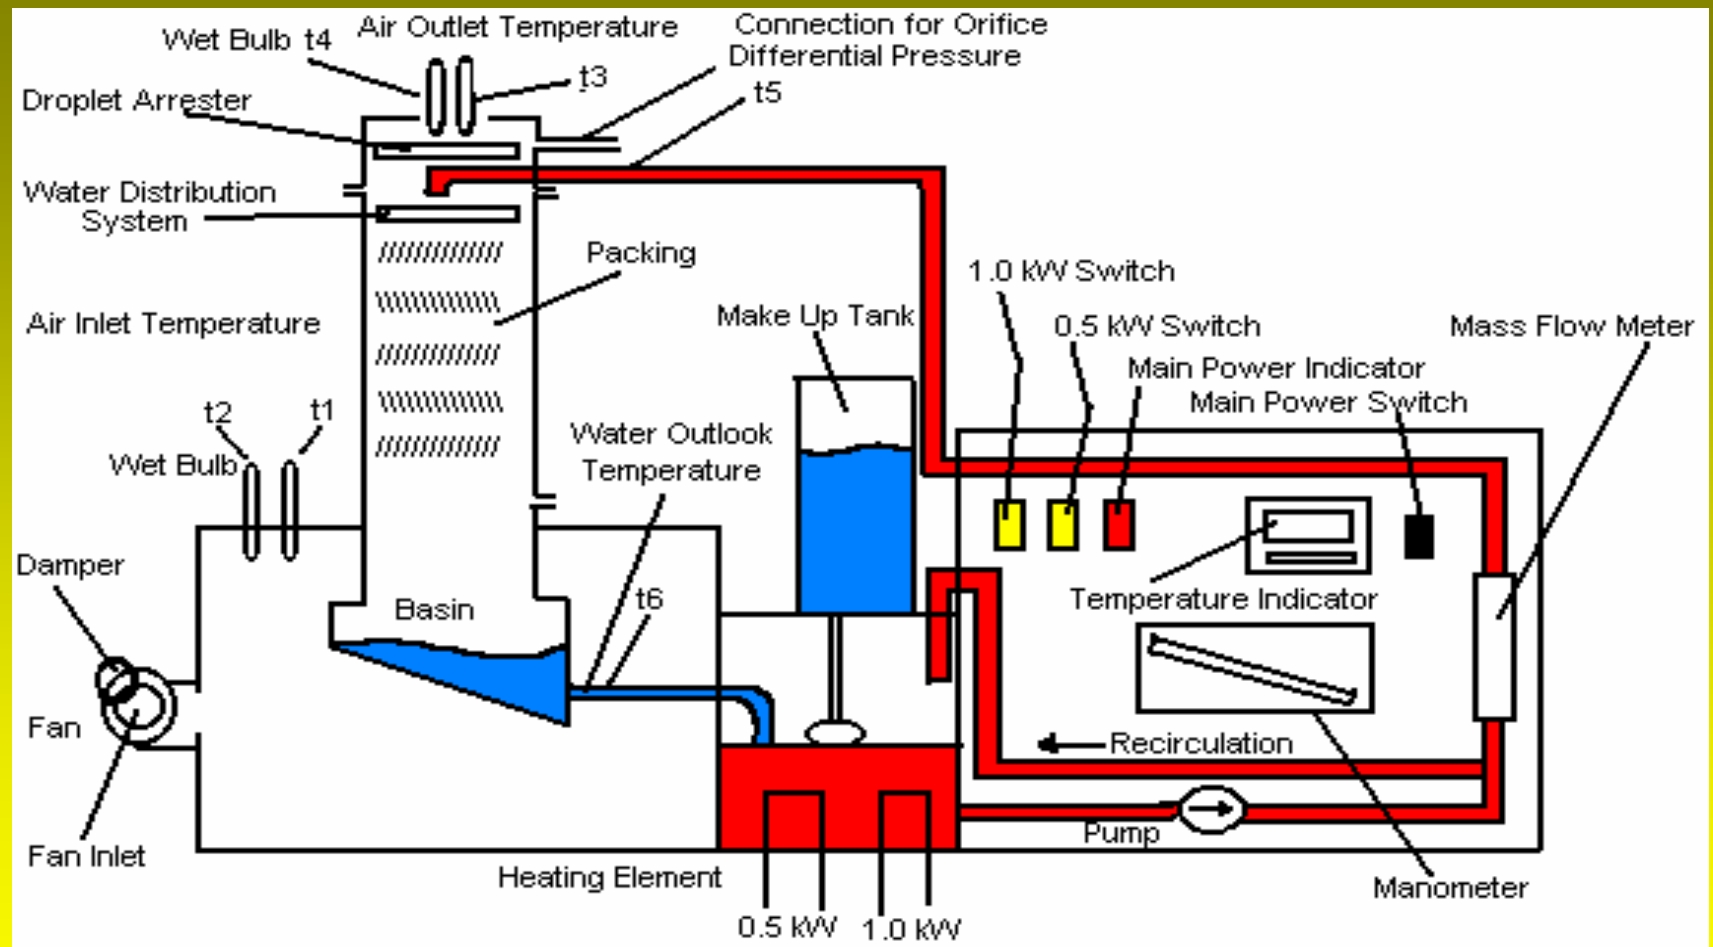 Wet Bulb t4
Air Outlet Temperature
Connection for Orifice
Differential Pressure
t3
t5
Droplet Arrester
Water Distribution
System
Packing
1.0 kW Switch
Make Up Tank
Air Inlet Temperature
0.5 kW Switch
Mass Flow Meter
Main Power Indicator
Main Power Switch
t2
t1
Wet Bulb
Water Outlook
Temperature
Damper
Basin
t6
Temperature Indicator
Fan
Recirculation
Pump
Fan Inlet
Heating Element
Manometer
0.5 kW
1.0 kW